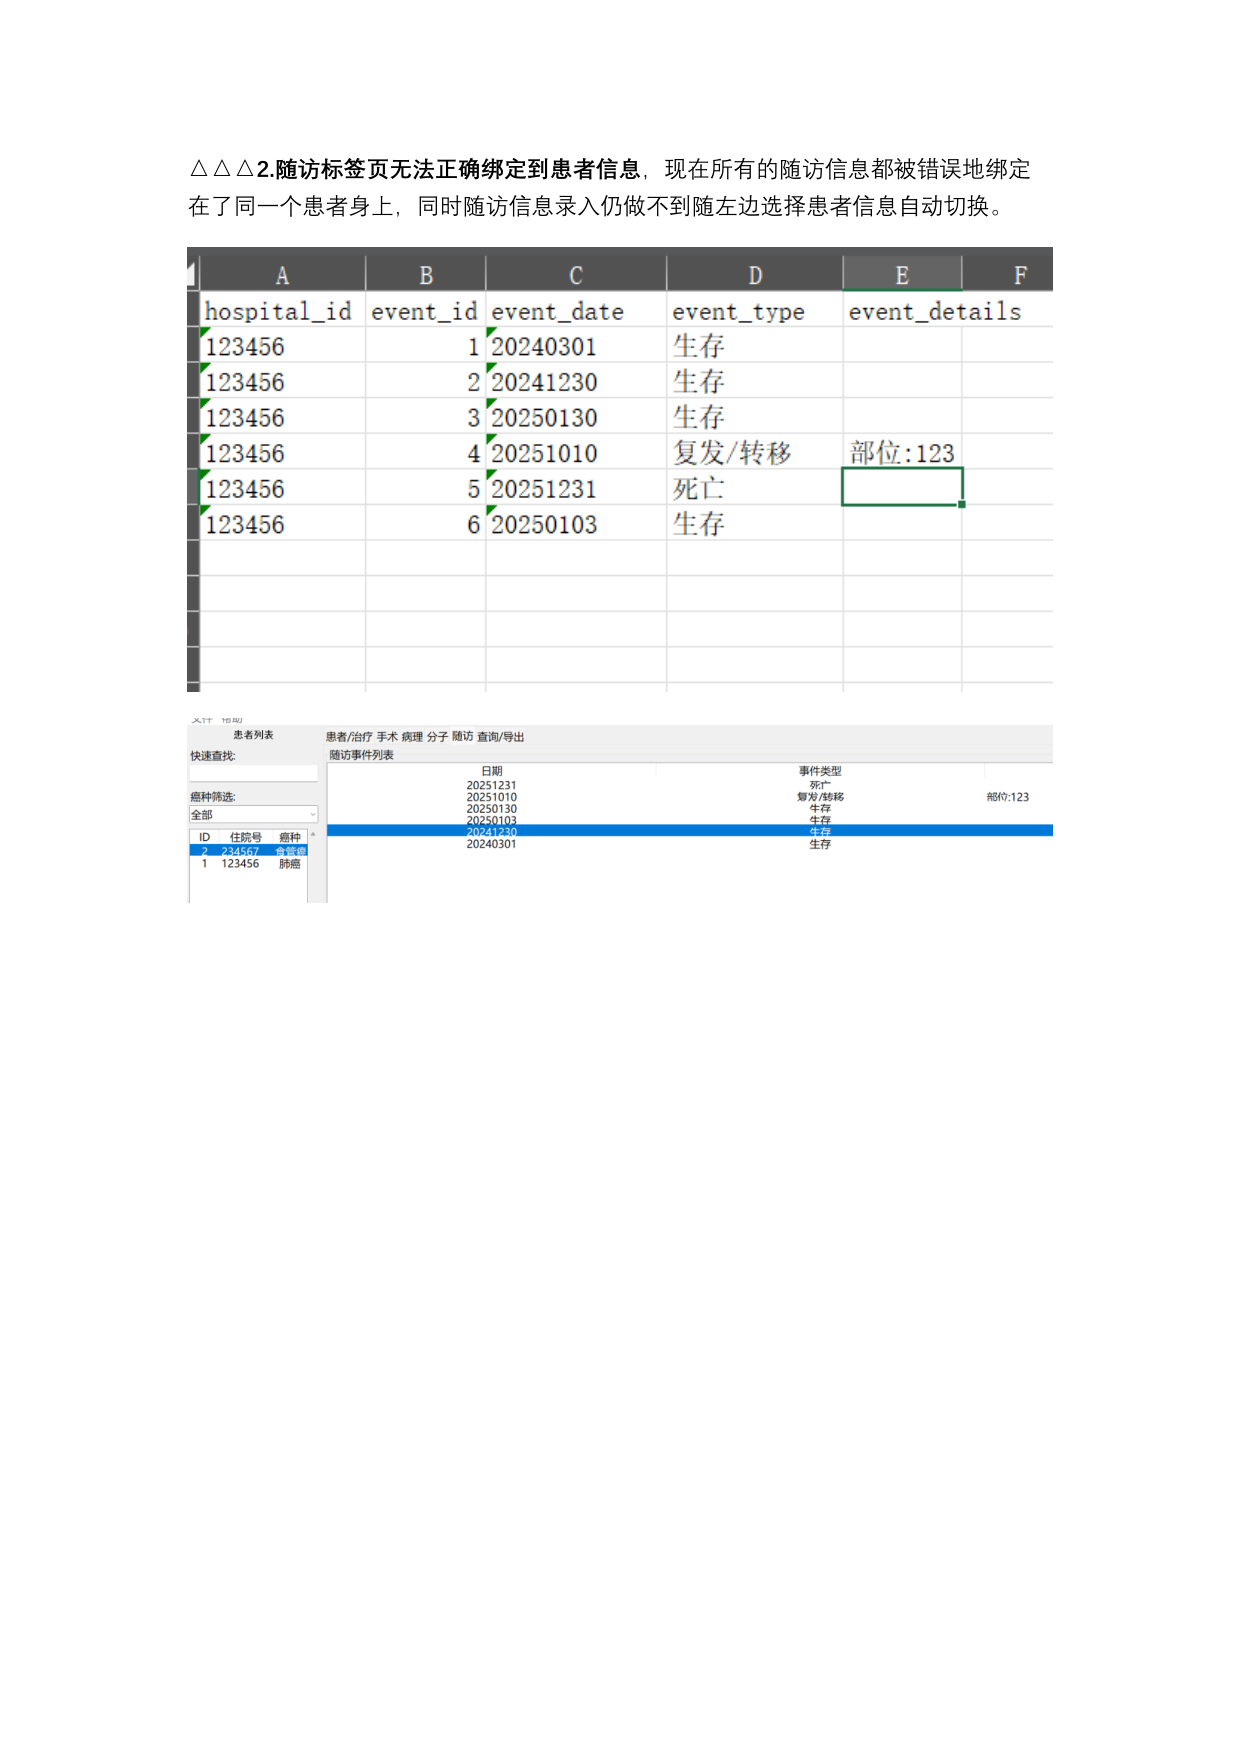 △△△2.随访标签页无法正确绑定到患者信息，现在所有的随访信息都被错误地绑定
在了同一个患者身上，同时随访信息录入仍做不到随左边选择患者信息自动切换。
A B C D E F
hospital_id event_id event_date event_type event_details
123456 1 20240301 生存
123456 2 20241230 生存
123456 3 20250130 生存
123456 4 20251010 复发/转移 部位:123
123456 5 20251231 死亡
123456 6 20250103 生存
文件 帮助
患者列表 患者/治疗 手术 病理 分子 随访 查询/导出
快速查找: 随访事件列表
日期 事件类型
20251231 死亡
癌种筛选: 20251010 复发/转移 部位:123
20250130 生存
全部 20250103 生存
ID 住院号 癌种 20241230 生存
2 234567 食管癌 20240301 生存
1 123456 肺癌